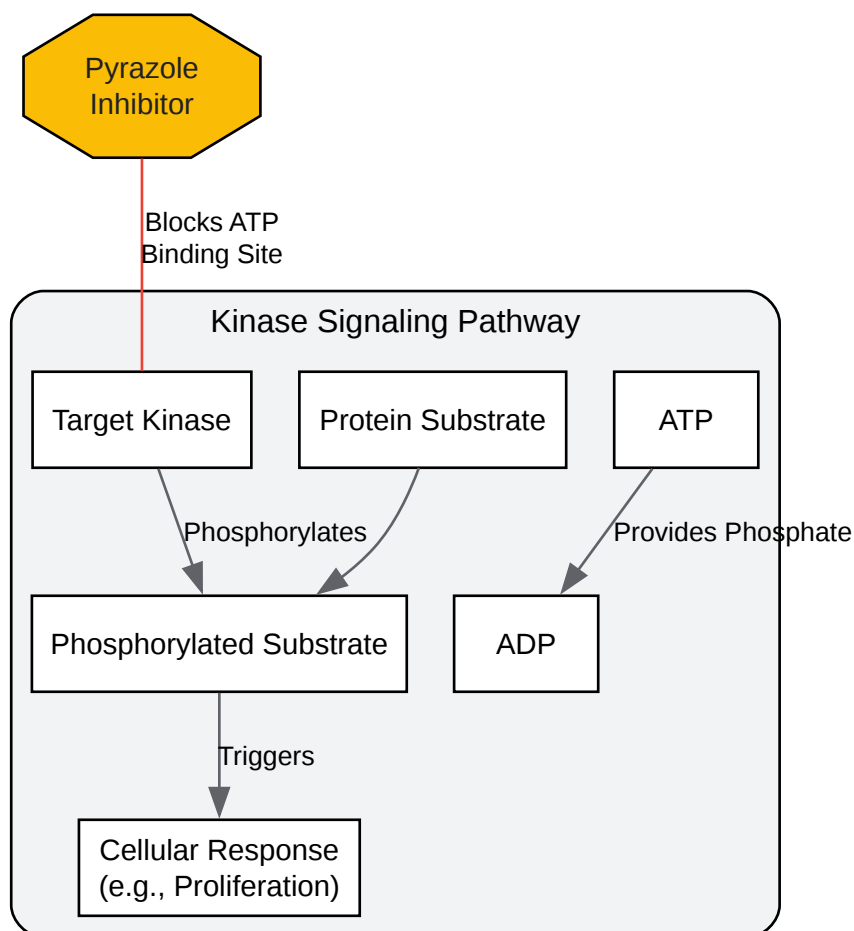 Pyrazole
Inhibitor
Blocks ATP
Binding Site
Kinase Signaling Pathway
Target Kinase
Protein Substrate
ATP
Phosphorylates
Provides Phosphate
Phosphorylated Substrate
ADP
Triggers
Cellular Response
(e.g., Proliferation)